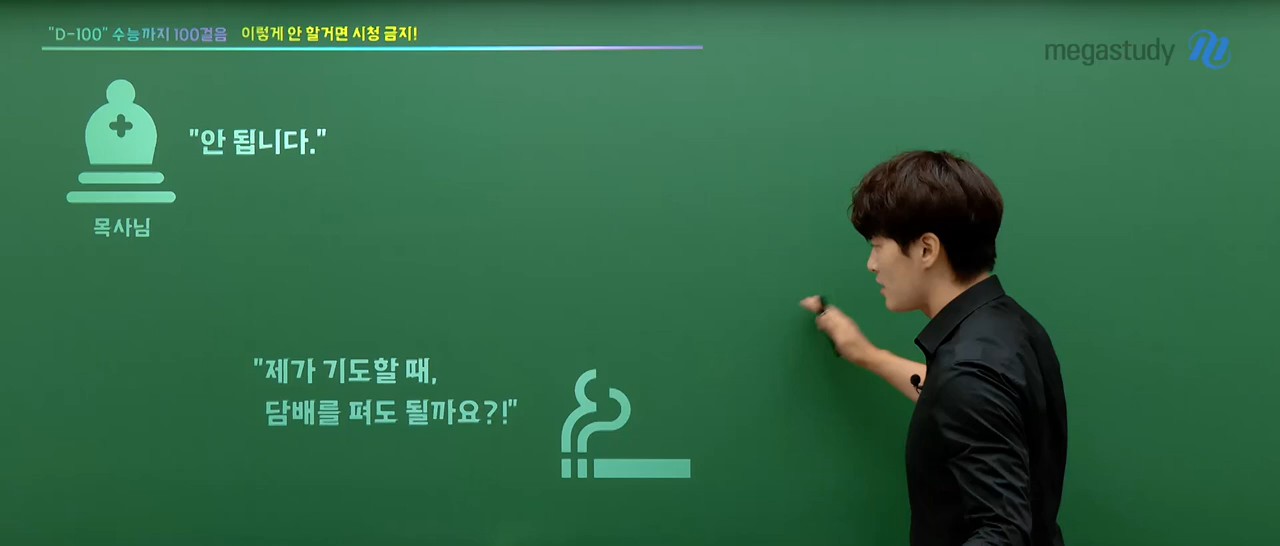 "D-100" 수능까지 100걸음 이렇게 안 할거면 시청 금지!
megastudy
"안 됩니다."
목사님
"제가 기도할 때,
담배를 펴도 될까요?!"